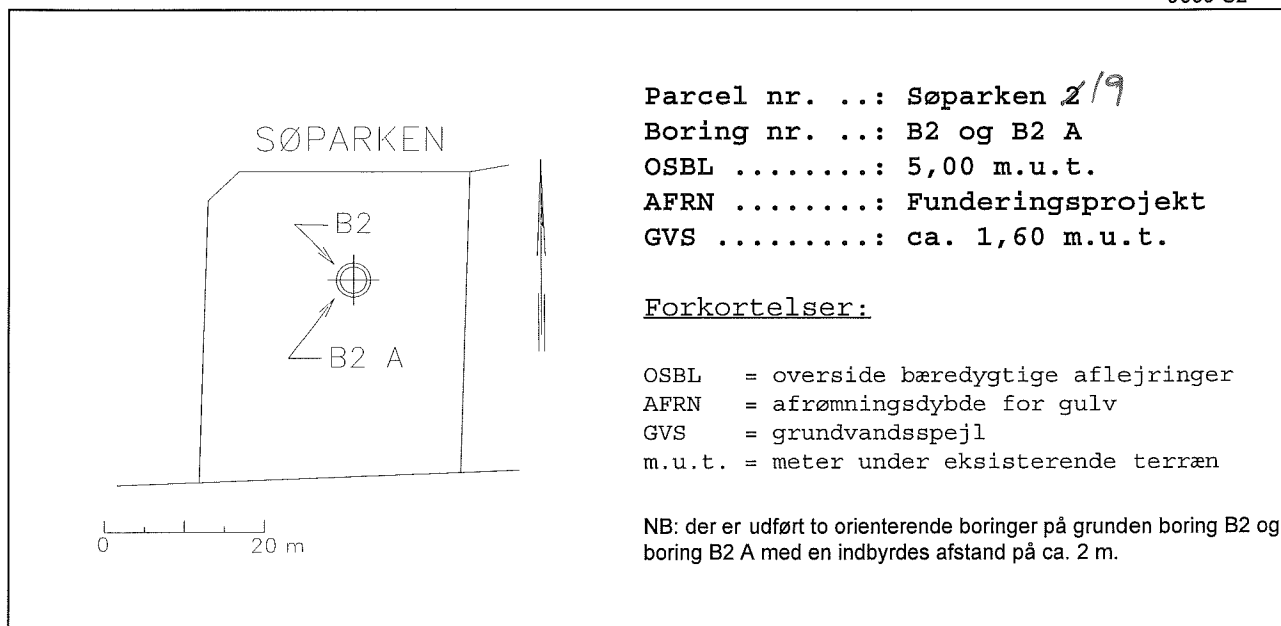 SØPARKEN
B2
B2 A
0 20 m
Parcel nr. ..: Søparken 2/19
Boring nr. ..: B2 og B2 A
OSBL ........: 5,00 m.u.t.
AFRN ........: Funderingsprojekt
GVS .........: ca. 1,60 m.u.t.
Forkortelser:
OSBL = overside bæredygtige aflejringer
AFRN = afrømningsdybde for gulv
GVS = grundvandsspejl
m.u.t. = meter under eksisterende terræn
NB: der er udført to orienterende boringer på grunden boring B2 og
boring B2 A med en indbyrdes afstand på ca. 2 m.